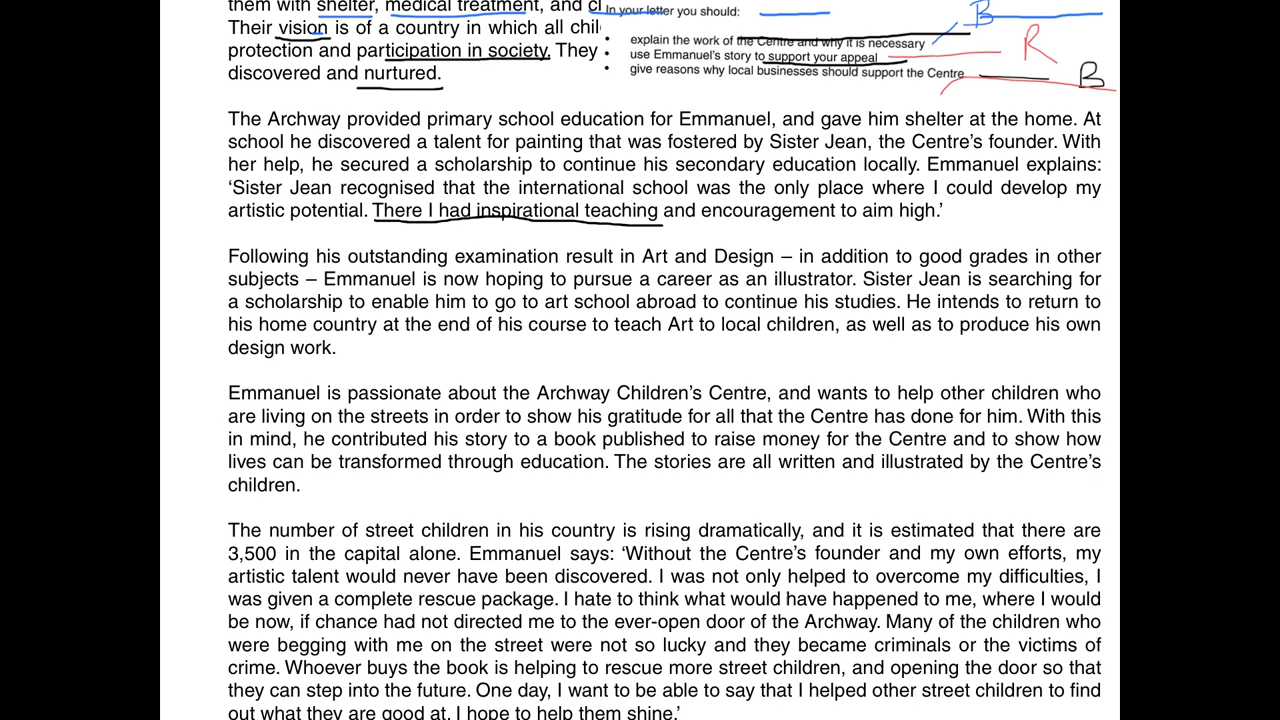 them with shelter, medical treatment, and cl
Their vision is of a country in which all chil
protection and participation in society. They
discovered and nurtured.
In your letter you should:
B
• explain the work of the Centre and why it is necessary
• use Emmanuel's story to support your appeal
R
• give reasons why local businesses should support the Centre
B
The Archway provided primary school education for Emmanuel, and gave him shelter at the home. At
school he discovered a talent for painting that was fostered by Sister Jean, the Centre's founder. With
her help, he secured a scholarship to continue his secondary education locally. Emmanuel explains:
‘Sister Jean recognised that the international school was the only place where I could develop my
artistic potential. There I had inspirational teaching and encouragement to aim high.’
Following his outstanding examination result in Art and Design – in addition to good grades in other
subjects – Emmanuel is now hoping to pursue a career as an illustrator. Sister Jean is searching for
a scholarship to enable him to go to art school abroad to continue his studies. He intends to return to
his home country at the end of his course to teach Art to local children, as well as to produce his own
design work.
Emmanuel is passionate about the Archway Children's Centre, and wants to help other children who
are living on the streets in order to show his gratitude for all that the Centre has done for him. With this
in mind, he contributed his story to a book published to raise money for the Centre and to show how
lives can be transformed through education. The stories are all written and illustrated by the Centre's
children.
The number of street children in his country is rising dramatically, and it is estimated that there are
3,500 in the capital alone. Emmanuel says: ‘Without the Centre's founder and my own efforts, my
artistic talent would never have been discovered. I was not only helped to overcome my difficulties, I
was given a complete rescue package. I hate to think what would have happened to me, where I would
be now, if chance had not directed me to the ever-open door of the Archway. Many of the children who
were begging with me on the street were not so lucky and they became criminals or the victims of
crime. Whoever buys the book is helping to rescue more street children, and opening the door so that
they can step into the future. One day, I want to be able to say that I helped other street children to find
out what they are good at. I hope to help them shine.’